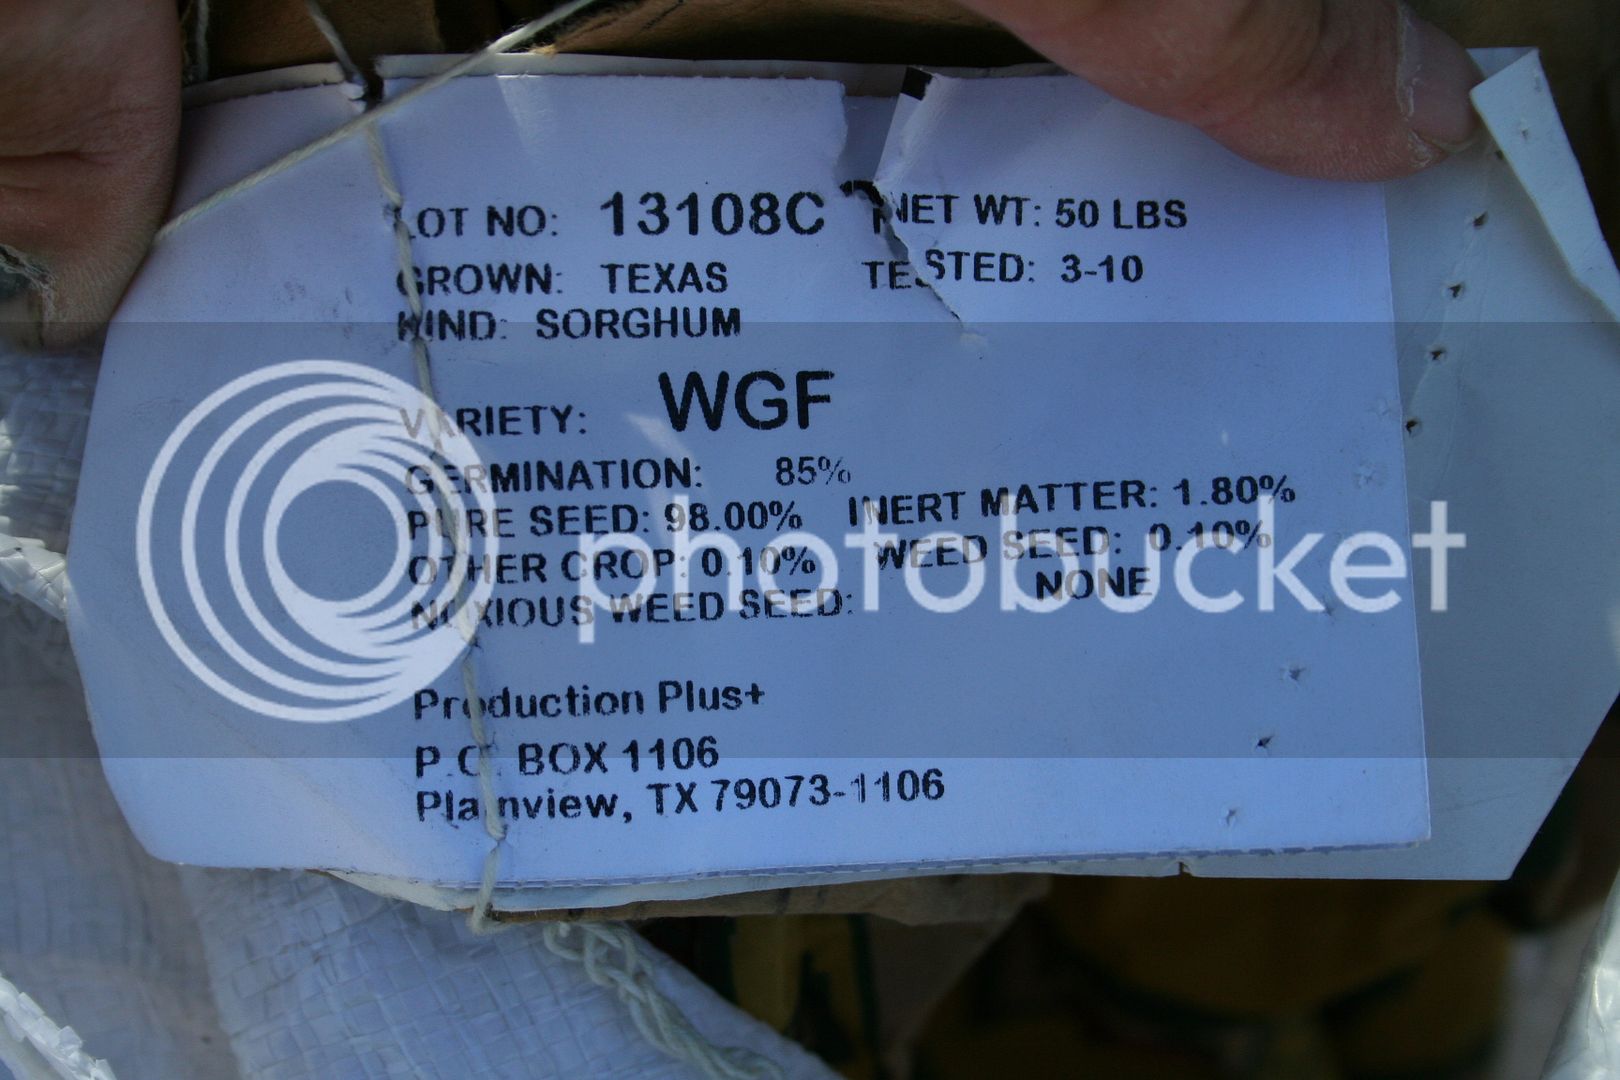 LOT NO: 13108C NET WT: 50 LBS
GROWN: TEXAS TESTED: 3-10
KIND: SORGHUM
VARIETY: WGF
GERMINATION: 85%
PURE SEED: 98.00% INERT MATTER: 1.80%
OTHER CROP: 0.10% WEED SEED: 0.10%
NOXIOUS WEED SEED: NONE
photobucket
Production Plus+
P.O. BOX 1106
Plainview, TX 79073-1106